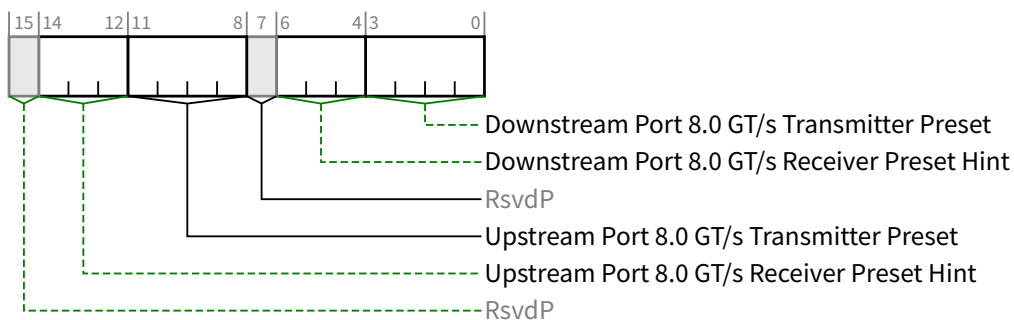 15 14 12 11 8 7 6 4 3 0
Downstream Port 8.0 GT/s Transmitter Preset
Downstream Port 8.0 GT/s Receiver Preset Hint
RsvdP
Upstream Port 8.0 GT/s Transmitter Preset
Upstream Port 8.0 GT/s Receiver Preset Hint
RsvdP